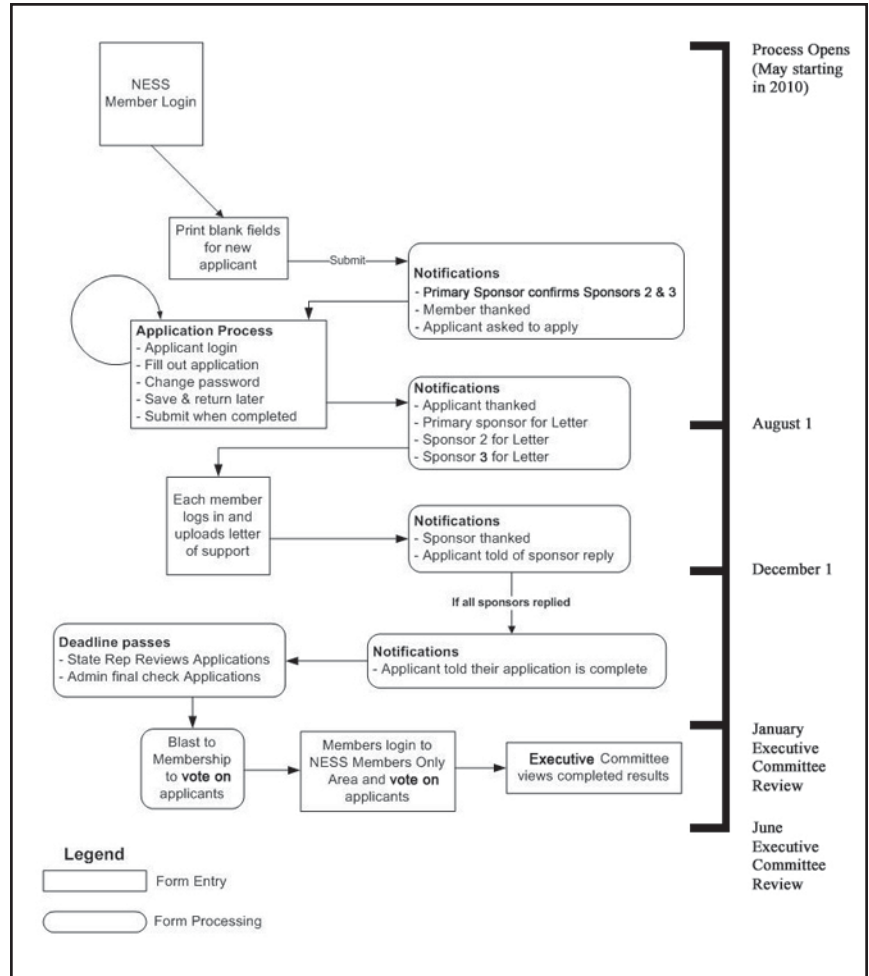 NESS
Member Login
Process Opens
(May starting
in 2010)
Print blank fields
for new
applicant
Submit
Notifications
- Primary Sponsor confirms Sponsors 2 & 3
- Member thanked
- Applicant asked to apply
Application Process
- Applicant login
- Fill out application
- Change password
- Save & return later
- Submit when completed
Notifications
- Applicant thanked
- Primary sponsor for Letter
- Sponsor 2 for Letter
- Sponsor 3 for Letter
August 1
Each member
logs in and
uploads letter
of support
Notifications
- Sponsor thanked
- Applicant told of sponsor reply
December 1
If all sponsors replied
Deadline passes
- State Rep Reviews Applications
- Admin final check Applications
Notifications
- Applicant told their application is complete
Blast to
Membership
to vote on
applicants
Members login to
NESS Members Only
Area and vote on
applicants
Executive Committee
views completed results
January
Executive
Committee
Review
June
Executive
Committee
Review
Legend
Form Entry
Form Processing